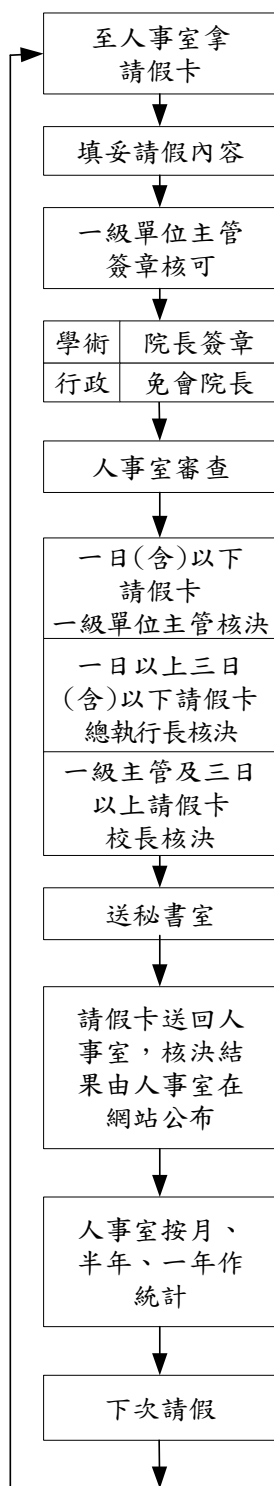 至人事室拿
請假卡
填妥請假內容
一級單位主管
簽章核可
學術 院長簽章
行政 免會院長
人事室審查
一日(含)以下
請假卡
一級單位主管核決
一日以上三日
(含)以下請假卡
總執行長核決
一級主管及三日
以上請假卡
校長核決
送秘書室
請假卡送回人
事室，核決結
果由人事室在
網站公布
人事室按月、
半年、一年作
統計
下次請假